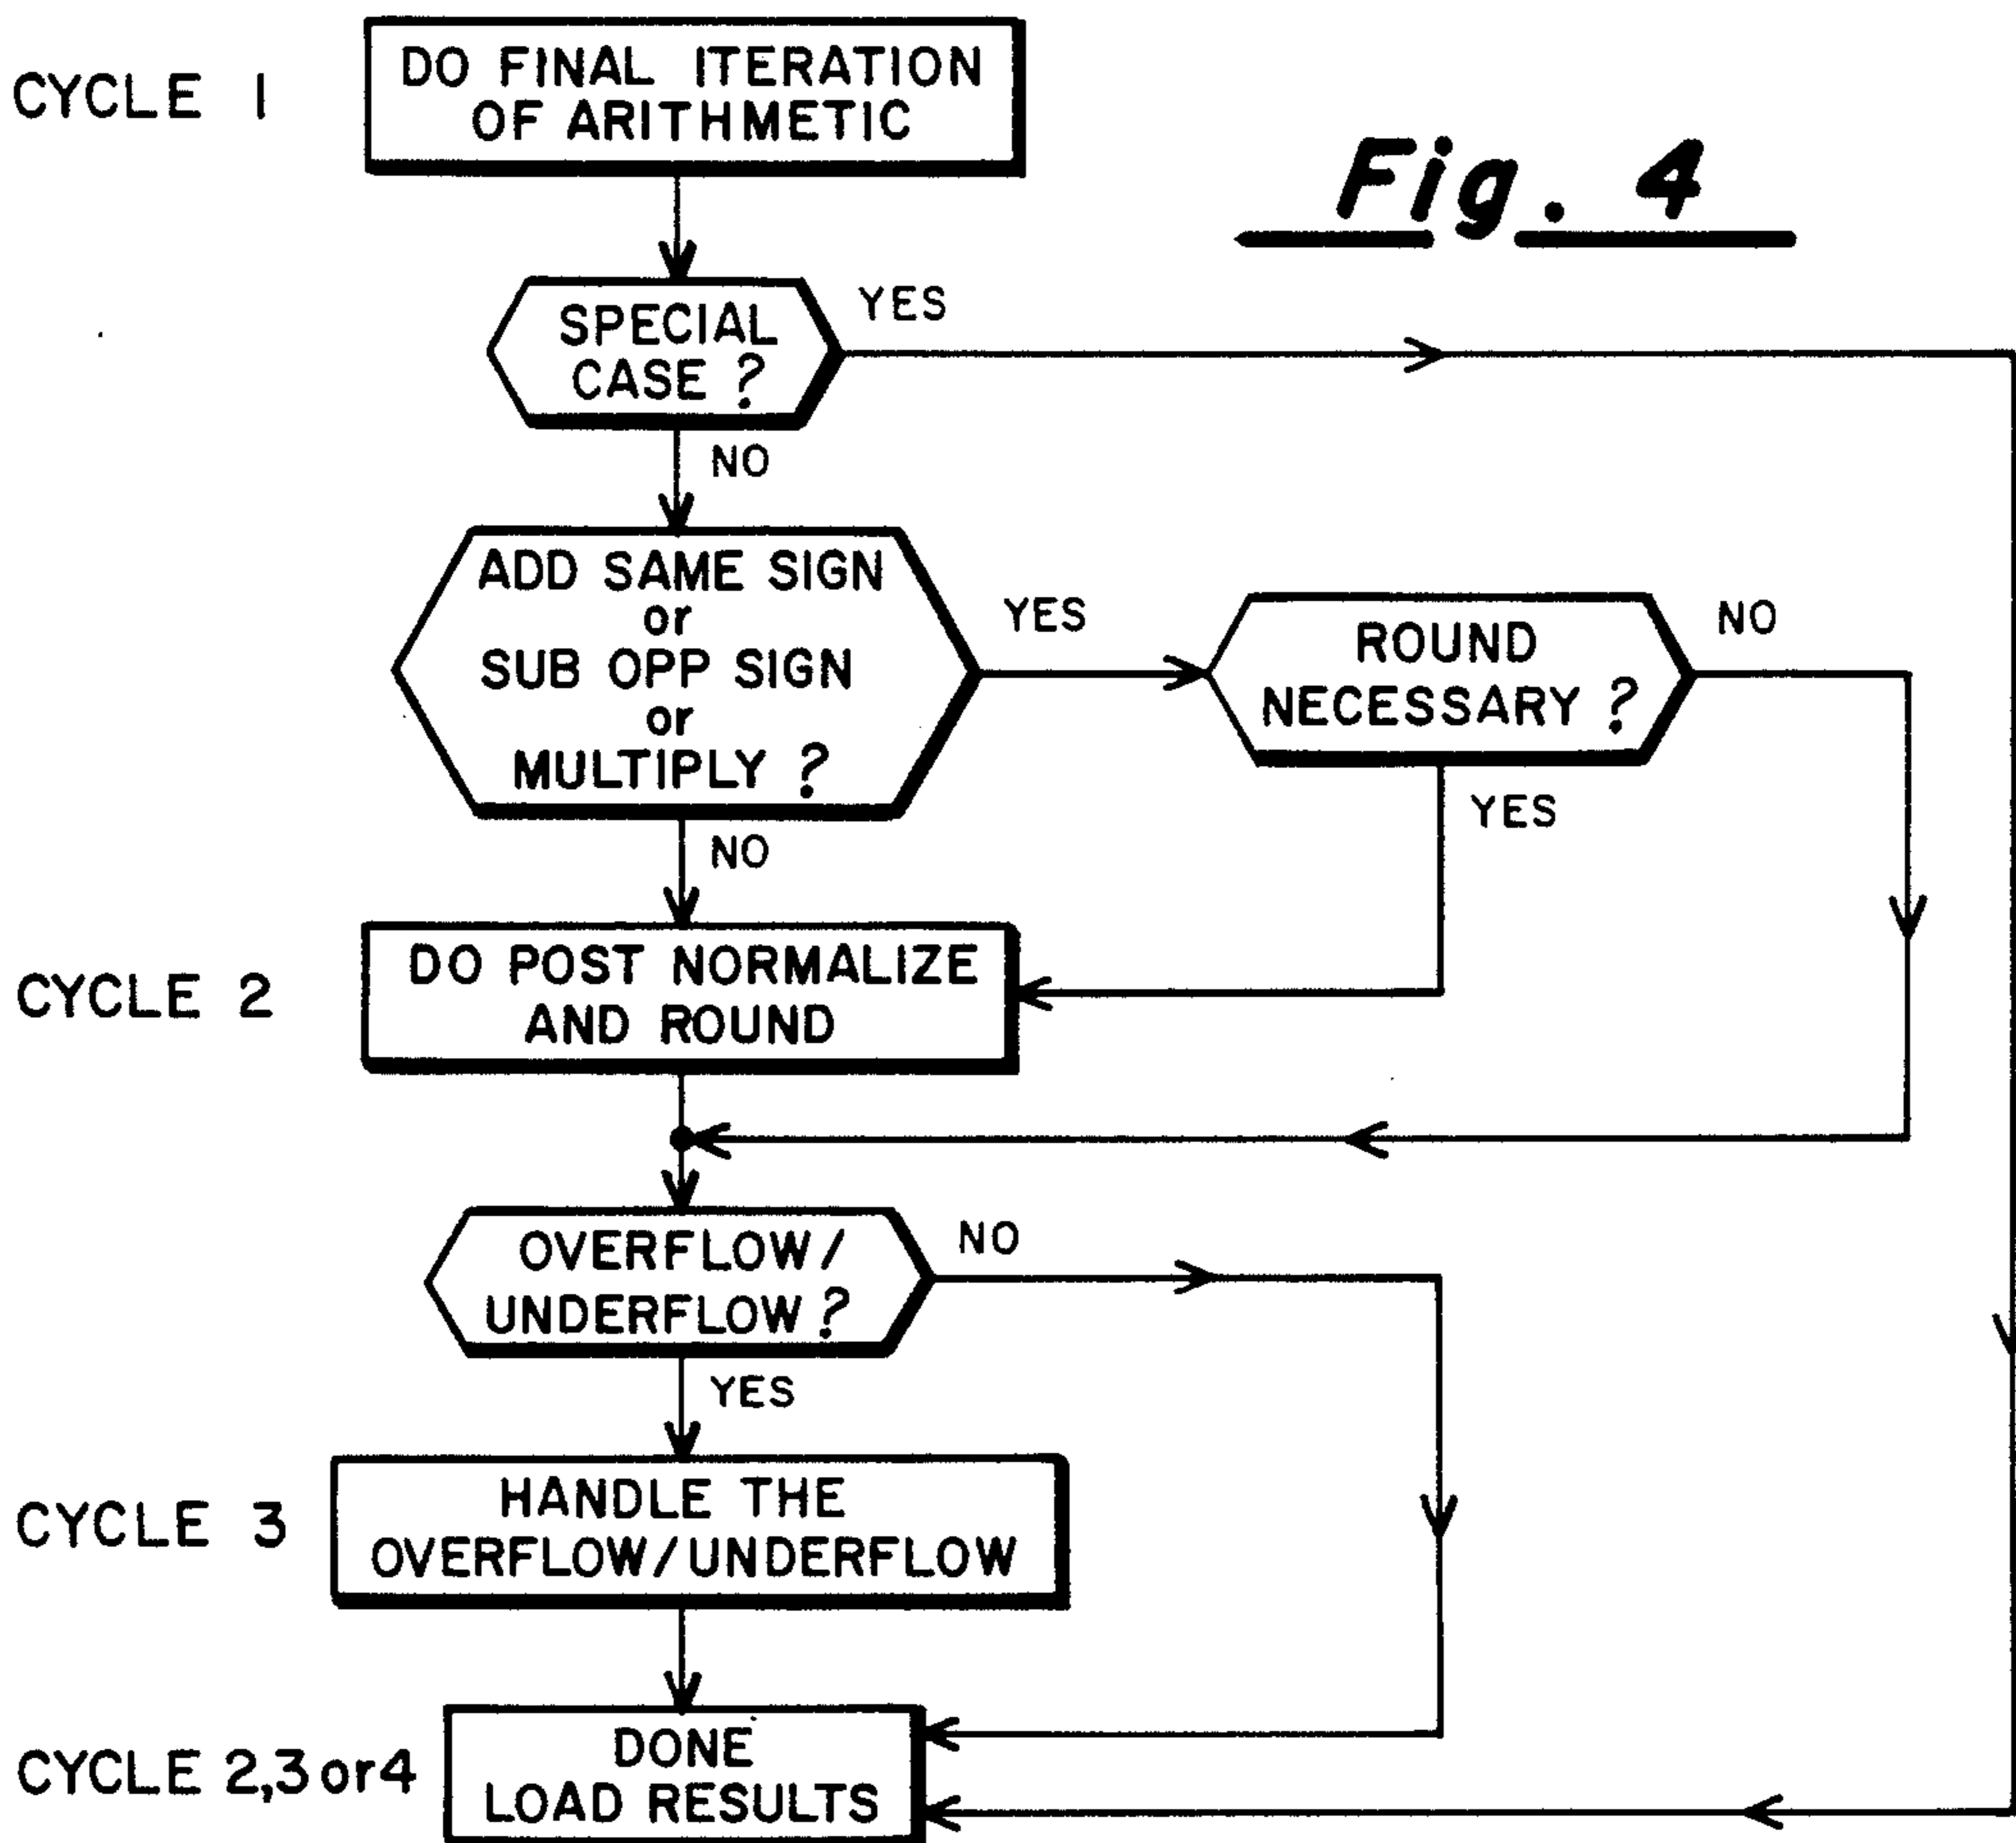 CYCLE 1
DO FINAL ITERATION
OF ARITHMETIC
Fig. 4
SPECIAL
CASE ?
YES
NO
ADD SAME SIGN
or
SUB OPP SIGN
or
MULTIPLY ?
YES
ROUND
NECESSARY ?
NO
YES
NO
CYCLE 2
DO POST NORMALIZE
AND ROUND
OVERFLOW/
UNDERFLOW ?
NO
YES
CYCLE 3
HANDLE THE
OVERFLOW/UNDERFLOW
CYCLE 2,3 or 4
DONE
LOAD RESULTS